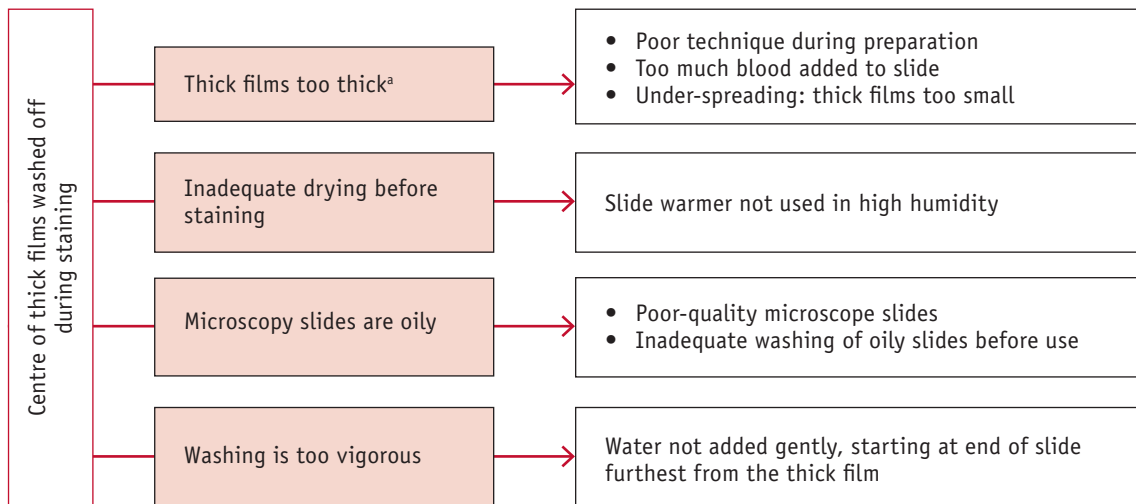 Centre of thick films washed off
during staining
Thick films too thickᵃ
• Poor technique during preparation
• Too much blood added to slide
• Under-spreading: thick films too small
Inadequate drying before
staining
Slide warmer not used in high humidity
Microscopy slides are oily
• Poor-quality microscope slides
• Inadequate washing of oily slides before use
Washing is too vigorous
Water not added gently, starting at end of slide
furthest from the thick film